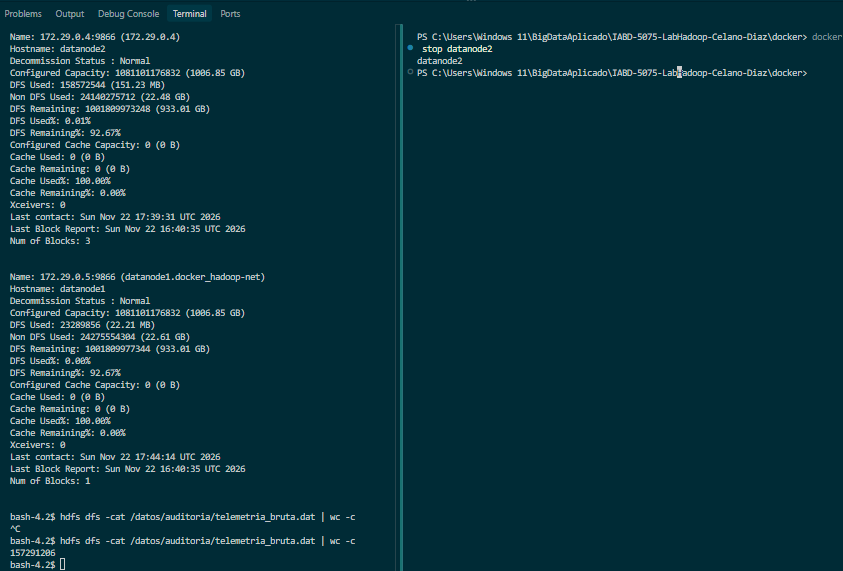 Problems Output Debug Console Terminal Ports
Name: 172.29.0.4:9866 (172.29.0.4)
Hostname: datanode2
Decommission Status : Normal
Configured Capacity: 1081101176832 (1006.85 GB)
DFS Used: 158572544 (151.23 MB)
Non DFS Used: 24140275712 (22.48 GB)
DFS Remaining: 1001809973248 (933.01 GB)
DFS Used%: 0.01%
DFS Remaining%: 92.67%
Configured Cache Capacity: 0 (0 B)
Cache Used: 0 (0 B)
Cache Remaining: 0 (0 B)
Cache Used%: 100.00%
Cache Remaining%: 0.00%
Xceivers: 0
Last contact: Sun Nov 22 17:39:31 UTC 2026
Last Block Report: Sun Nov 22 16:40:35 UTC 2026
Num of Blocks: 3
Name: 172.29.0.5:9866 (datanode1.docker_hadoop-net)
Hostname: datanode1
Decommission Status : Normal
Configured Capacity: 1081101176832 (1006.85 GB)
DFS Used: 23289856 (22.21 MB)
Non DFS Used: 24275554304 (22.61 GB)
DFS Remaining: 1001809977344 (933.01 GB)
DFS Used%: 0.00%
DFS Remaining%: 92.67%
Configured Cache Capacity: 0 (0 B)
Cache Used: 0 (0 B)
Cache Remaining: 0 (0 B)
Cache Used%: 100.00%
Cache Remaining%: 0.00%
Xceivers: 0
Last contact: Sun Nov 22 17:44:14 UTC 2026
Last Block Report: Sun Nov 22 16:40:35 UTC 2026
Num of Blocks: 1
bash-4.2$ hdfs dfs -cat /datos/auditoria/telemetria_bruta.dat | wc -c
^C
bash-4.2$ hdfs dfs -cat /datos/auditoria/telemetria_bruta.dat | wc -c
157291206
bash-4.2$
PS C:\Users\Windows 11\BigDataAplicado\IABD-5075-LabHadoop-Celano-Diaz\docker> docker
stop datanode2
datanode2
PS C:\Users\Windows 11\BigDataAplicado\IABD-5075-LabHadoop-Celano-Diaz\docker>